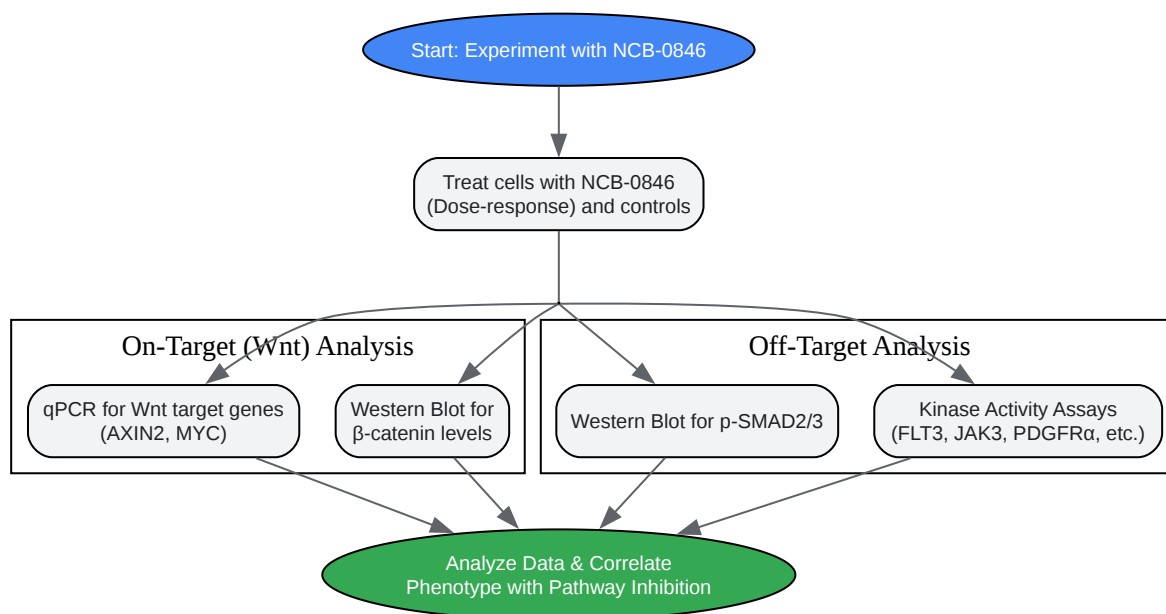 Start: Experiment with NCB-0846
Treat cells with NCB-0846
(Dose-response) and controls
On-Target (Wnt) Analysis
Off-Target Analysis
qPCR for Wnt target genes
(AXIN2, MYC)
Western Blot for
β-catenin levels
Western Blot for p-SMAD2/3
Kinase Activity Assays
(FLT3, JAK3, PDGFRα, etc.)
Analyze Data & Correlate
Phenotype with Pathway Inhibition